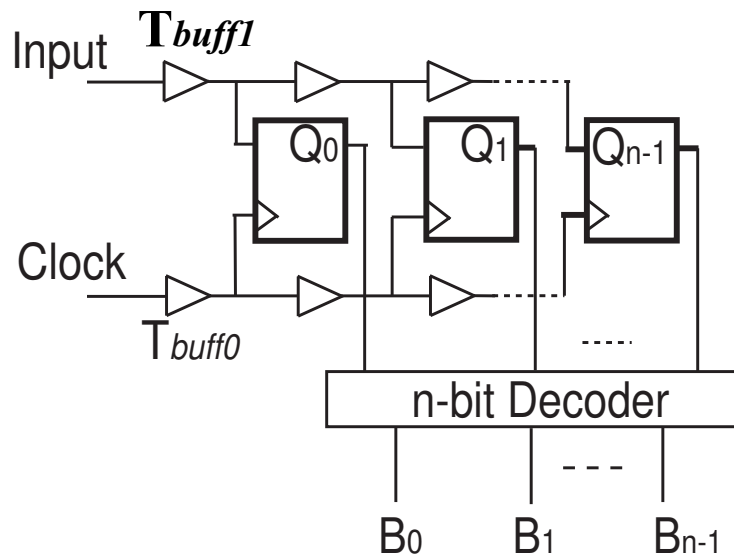 Input Tbuff1
Q0 Q1 Qn-1
Clock
Tbuff0
n-bit Decoder
B0 B1 Bn-1